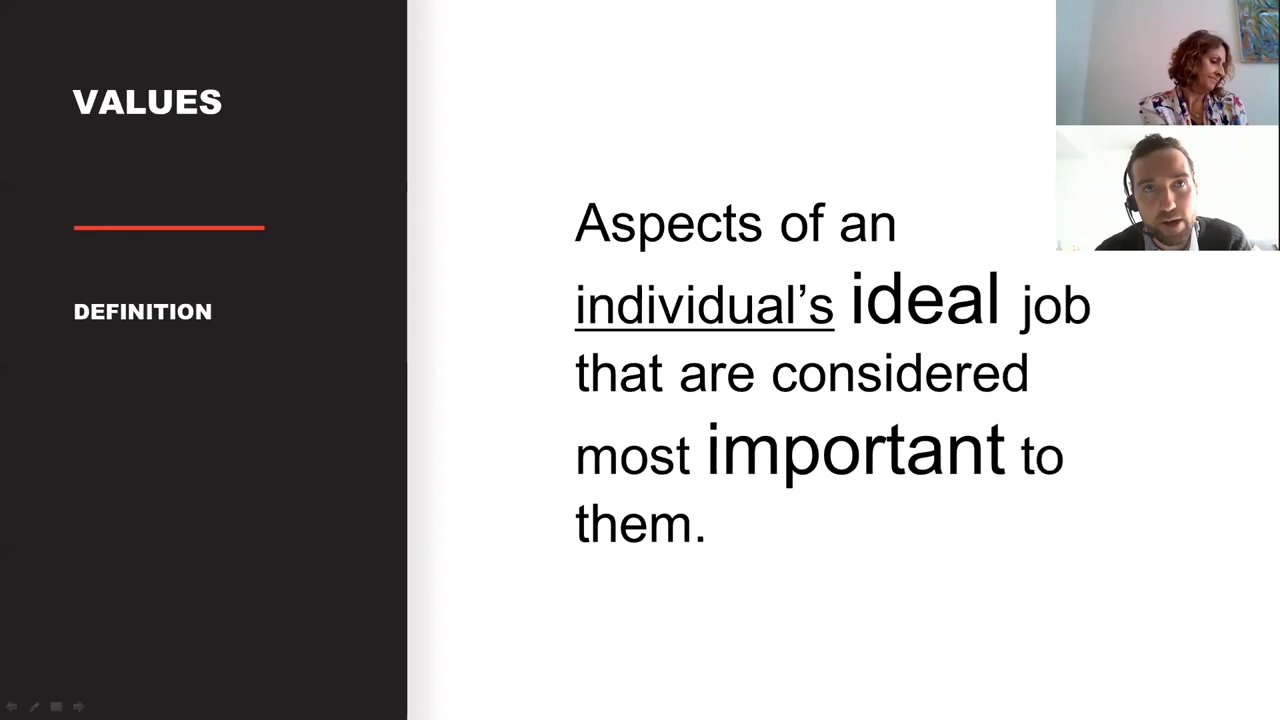 VALUES
DEFINITION
Aspects of an
individual’s ideal job
that are considered
most important to
them.